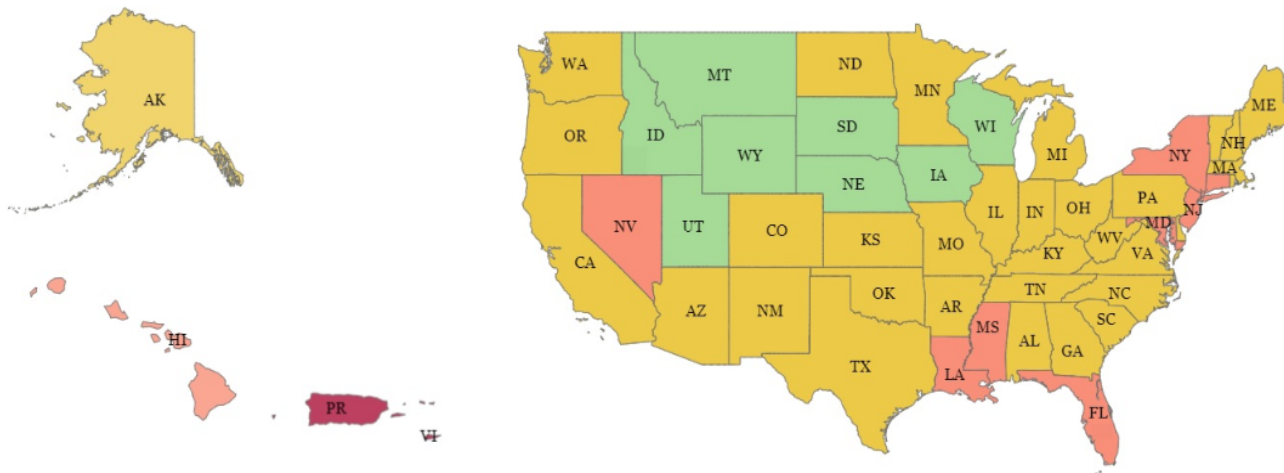 WA
MT
ND
MN
ME
AK
OR
ID
SD
WI
NY
NH
WY
MI
MA
NE
IA
PA
NJ
NV
UT
CO
IL
IN
OH
MD
KS
MO
WV
VA
CA
KY
OK
TN
NC
AZ
NM
AR
MS
SC
AL
GA
HI
TX
LA
PR
FL
VI